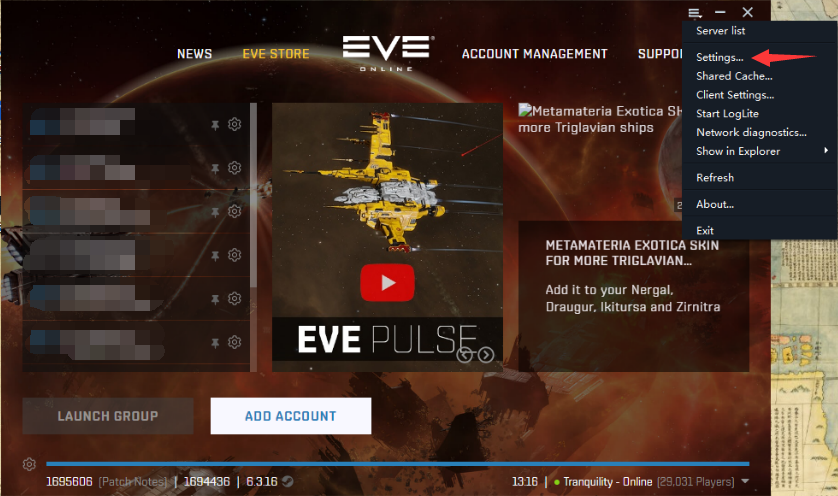 Server list
NEWS
EVE STORE
EVE
ONLINE
ACCOUNT MANAGEMENT
SUPPO
Settings...
Shared Cache...
Client Settings...
Start LogLite
Network diagnostics...
Show in Explorer
Refresh
About...
Exit
Metamateria Exotica SK
more Triglavian ships
2
METAMATERIA EXOTICA SKIN
FOR MORE TRIGLAVIAN...
Add it to your Nergal,
Draugur, Ikitursa and Zirnitra
EVE PULSE
LAUNCH GROUP
ADD ACCOUNT
1695606 [Patch Notes] | 1694436 | 6.3.16
13:16 | Tranquility - Online (29,031 Players)